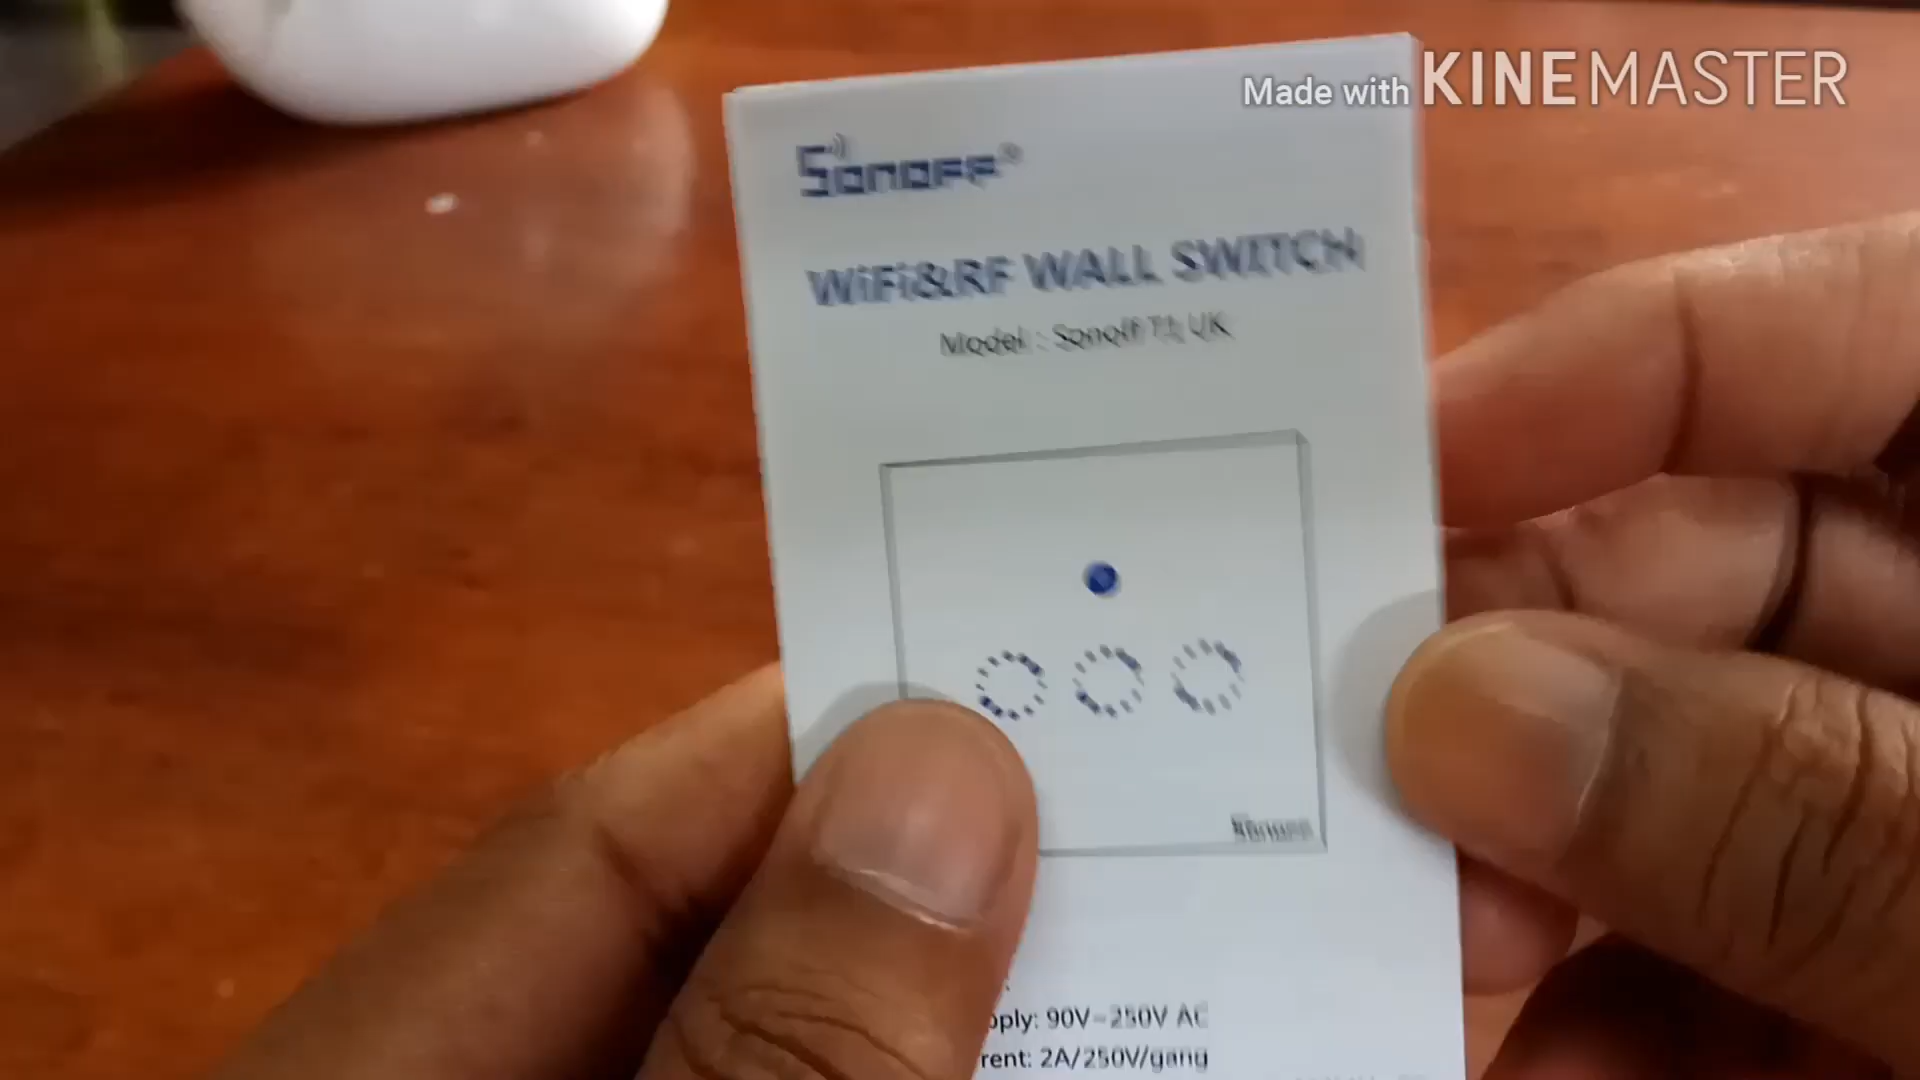 Made with KINEMASTER
SONOFF®
WiFi&RF WALL SWITCH
Model : Sonoff T1 UK
SONOFF
pply: 90V~250V AC
rent: 2A/250V/gang